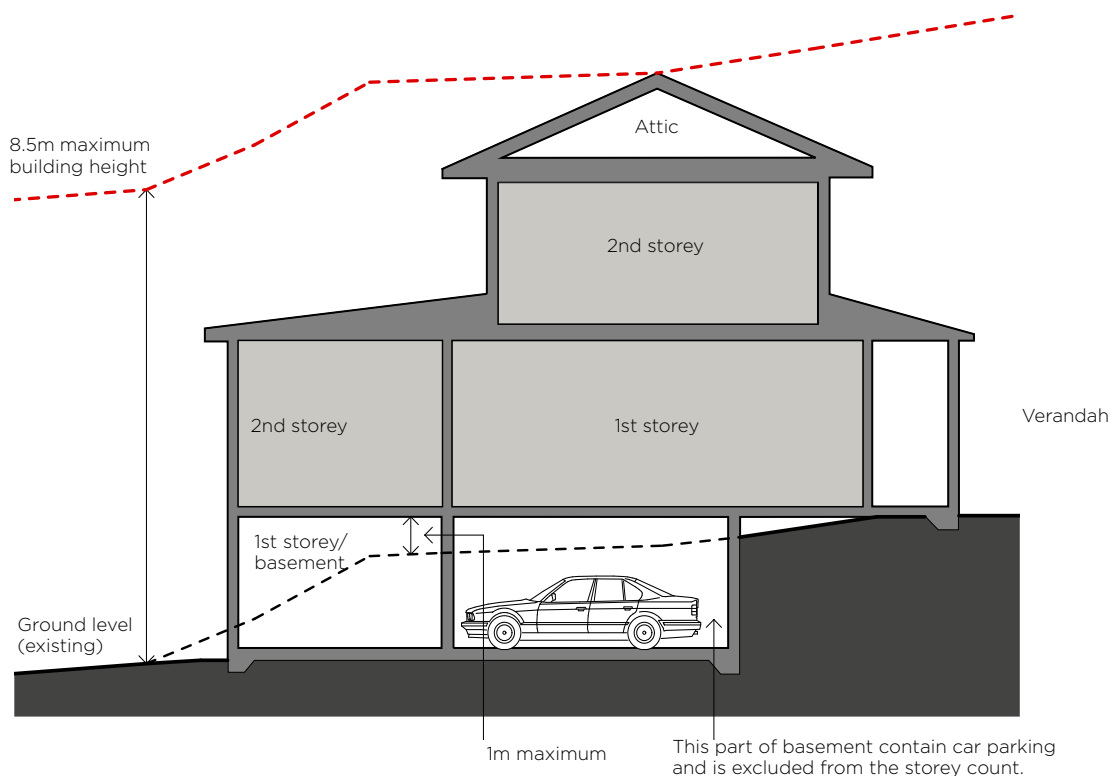 8.5m maximum
building height
Attic
2nd storey
2nd storey
1st storey
Verandah
1st storey/
basement
Ground level
(existing)
1m maximum
This part of basement contain car parking
and is excluded from the storey count.